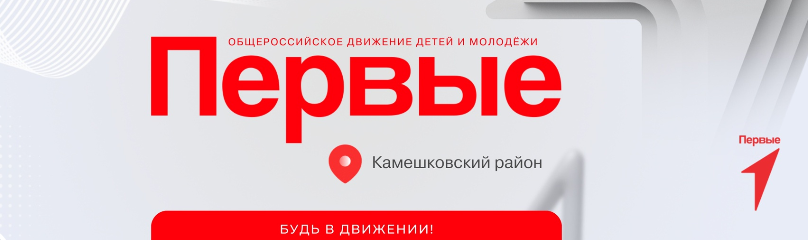 ОБЩЕРОССИЙСКОЕ ДВИЖЕНИЕ ДЕТЕЙ И МОЛОДЁЖИ
Первые
Камешковский район
Первые
БУДЬ В ДВИЖЕНИИ!